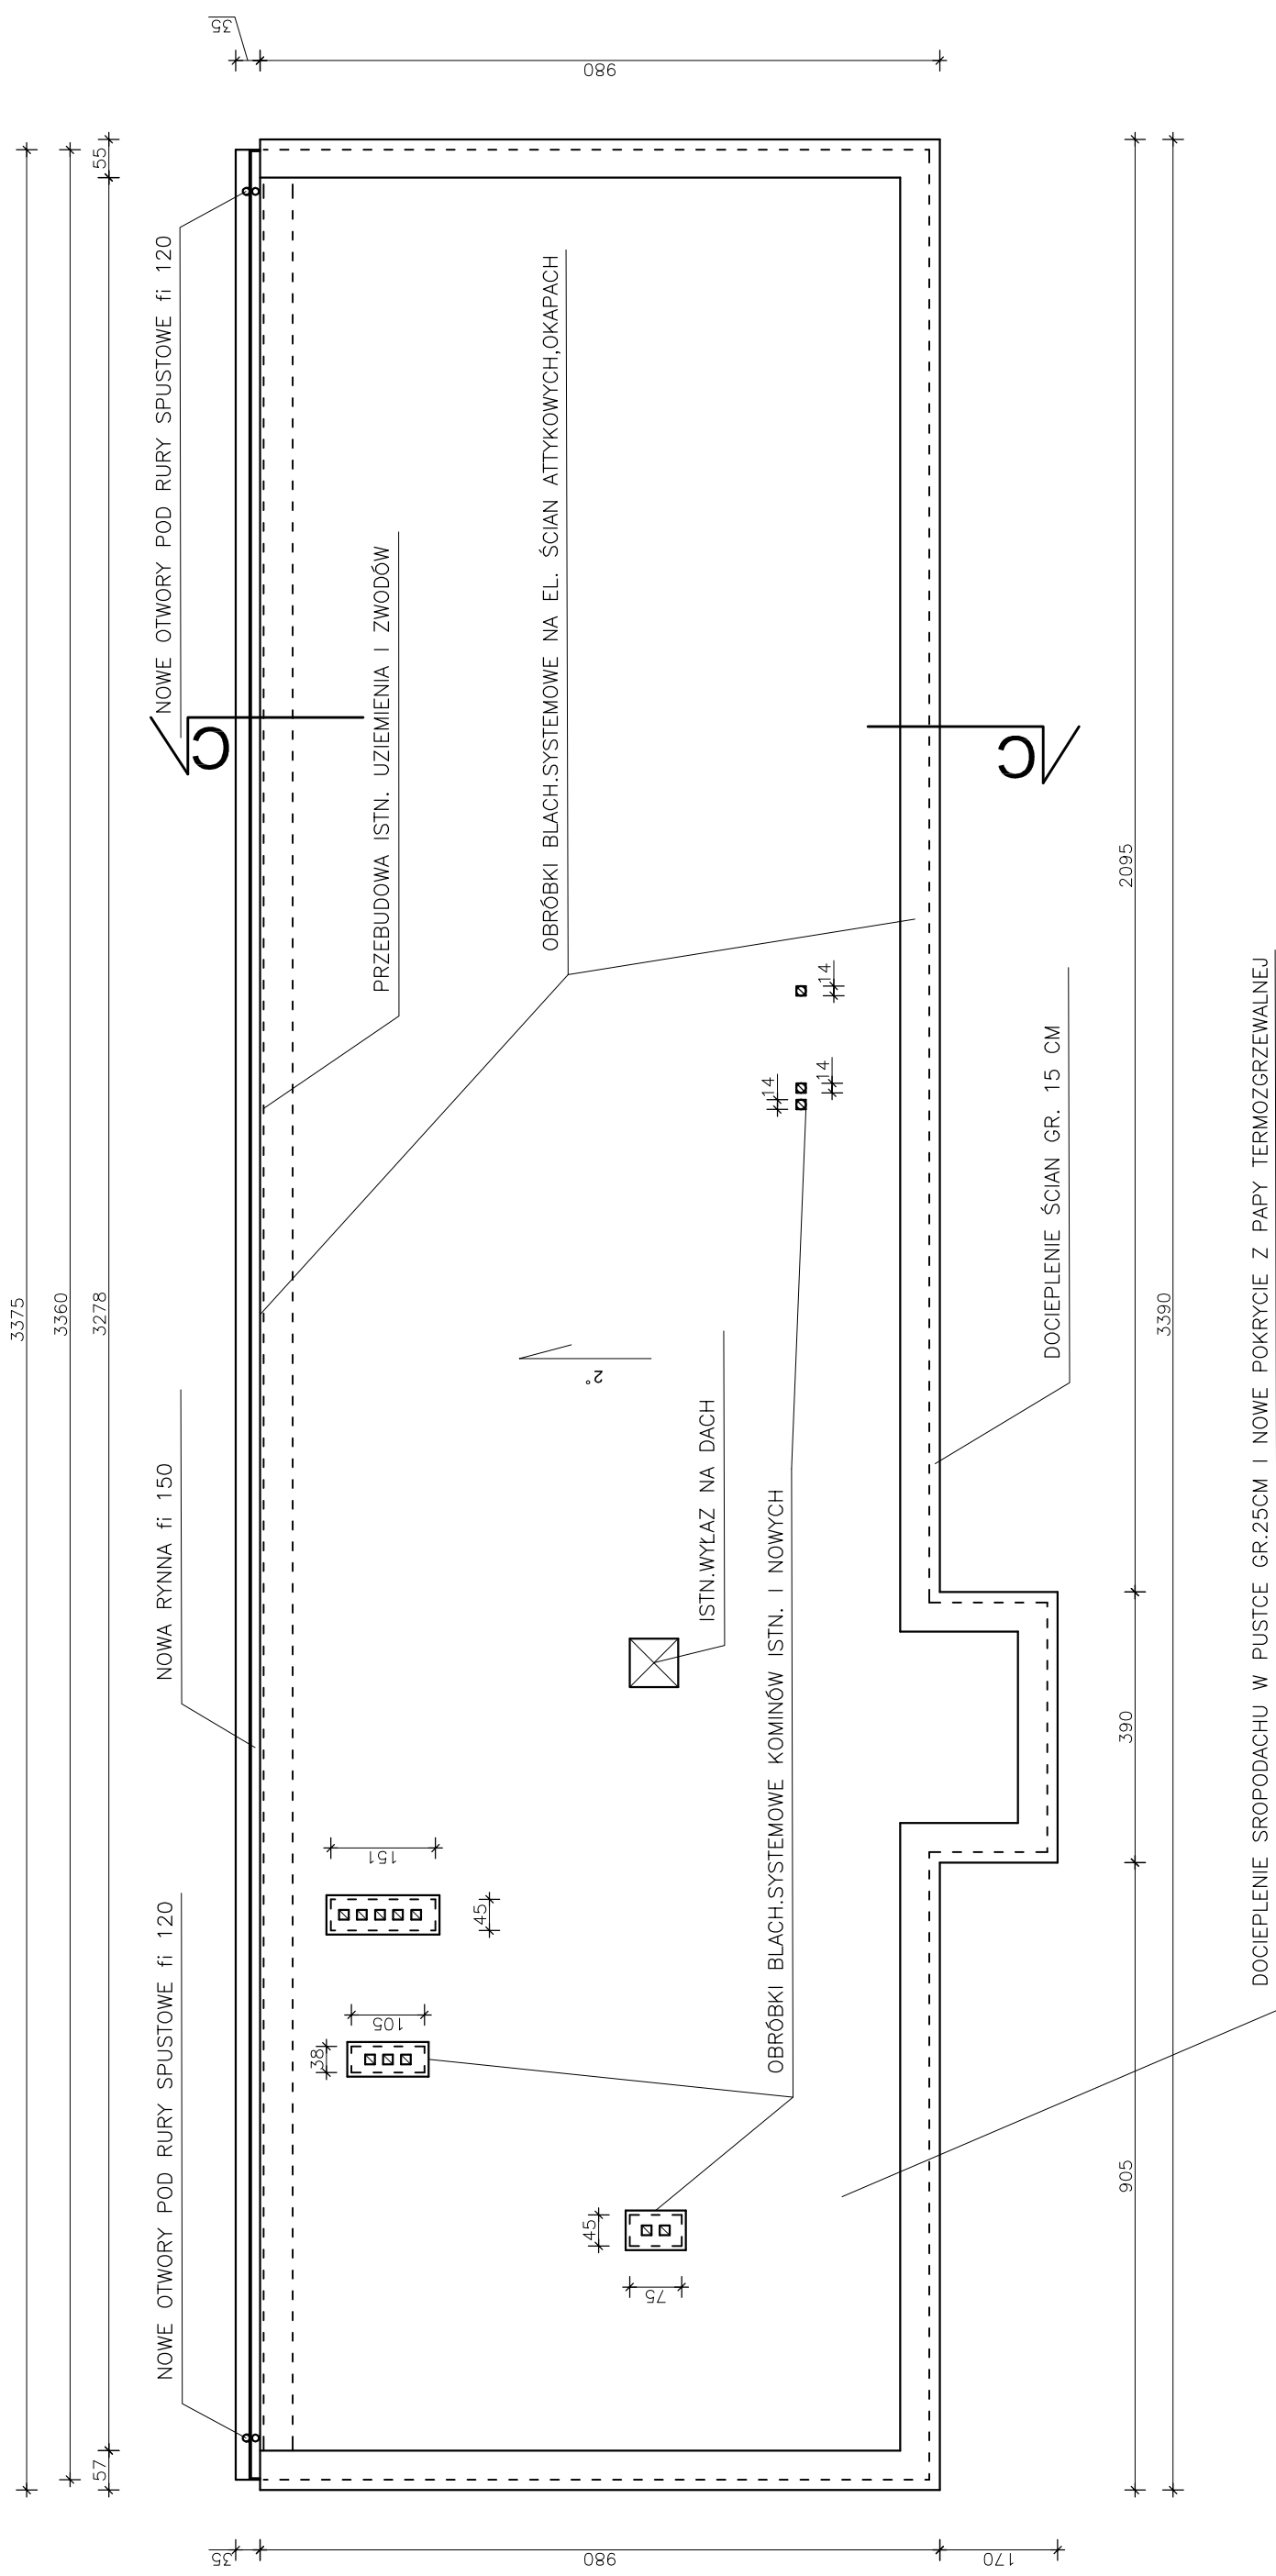 3375
3360
57
3278
55
NOWE OTWORY POD RURY SPUSTOWE fi 120
NOWA RYNNA fi 150
NOWE OTWORY POD RURY SPUSTOWE fi 120
35
35
C
PRZEBUDOWA ISTN. UZIEMIENIA I ZWODÓW
151
45
105
38
OBRÓBKI BLACH.SYSTEMOWE NA EL. ŚCIAN ATTYKOWYCH,OKAPACH
980
980
2°
45
75
ISTN.WYŁAZ NA DACH
OBRÓBKI BLACH.SYSTEMOWE KOMINÓW ISTN. I NOWYCH
14
14
14
C
170
DOCIEPLENIE ŚCIAN GR. 15 CM
905
390
2095
3390
DOCIEPLENIE SROPODACHU W PUSTCE GR.25CM I NOWE POKRYCIE Z PAPY TERMOZGRZEWALNEJ